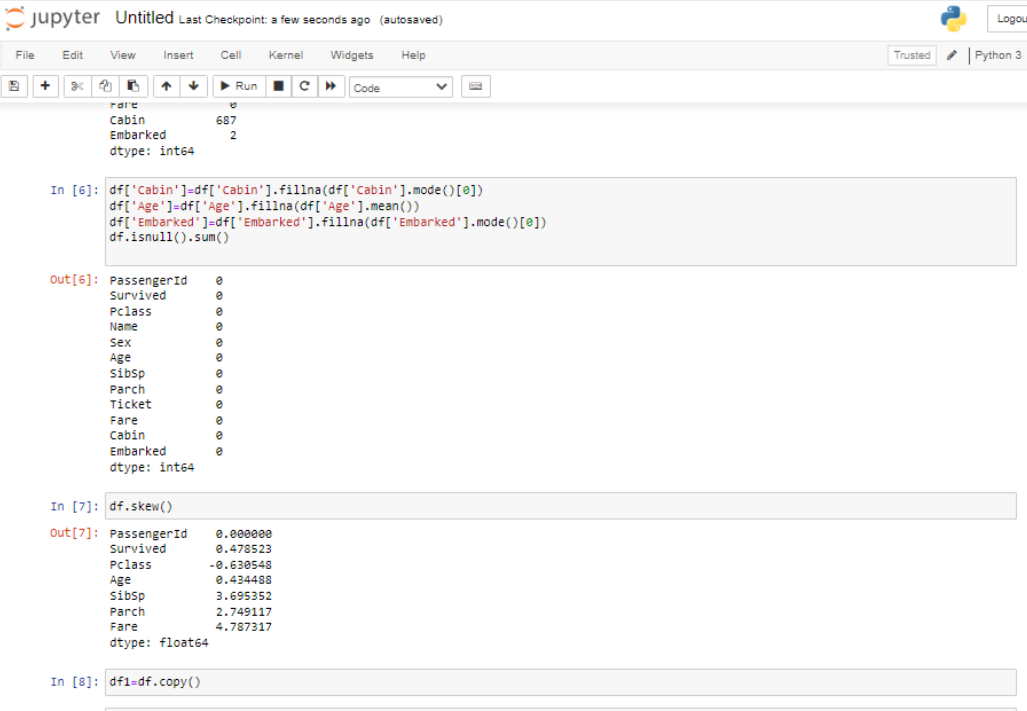 jupyter Untitled Last Checkpoint: a few seconds ago (autosaved)
Logou
File Edit View Insert Cell Kernel Widgets Help
Trusted Python 3
Run Code
Fare 0
Cabin 687
Embarked 2
dtype: int64
In [6]: df['Cabin']=df['Cabin'].fillna(df['Cabin'].mode()[0])
df['Age']=df['Age'].fillna(df['Age'].mean())
df['Embarked']=df['Embarked'].fillna(df['Embarked'].mode()[0])
df.isnull().sum()
Out[6]: PassengerId 0
Survived 0
Pclass 0
Name 0
Sex 0
Age 0
SibSp 0
Parch 0
Ticket 0
Fare 0
Cabin 0
Embarked 0
dtype: int64
In [7]: df.skew()
Out[7]: PassengerId 0.000000
Survived 0.478523
Pclass -0.630548
Age 0.434488
SibSp 3.695352
Parch 2.749117
Fare 4.787317
dtype: float64
In [8]: df1=df.copy()